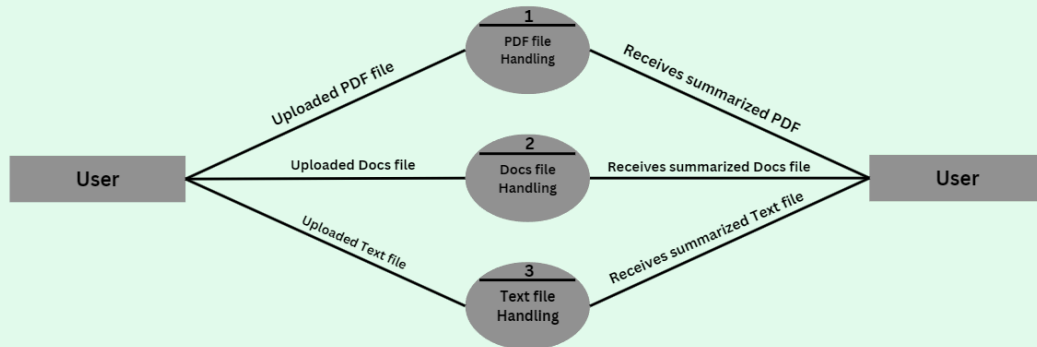 1
PDF file
Handling
Uploaded PDF file
Receives summarized PDF
User
Uploaded Docs file
2
Docs file
Handling
Receives summarized Docs file
User
Uploaded Text file
3
Text file
Handling
Receives summarized Text file